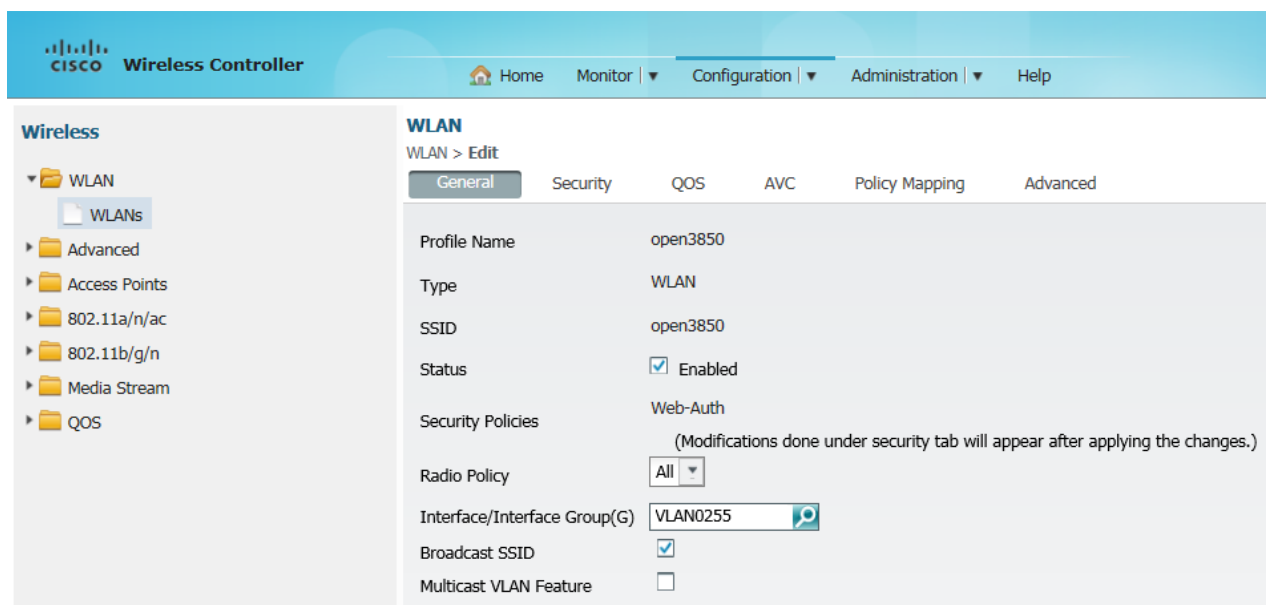 CISCO Wireless Controller
Home Monitor Configuration Administration Help
Wireless
WLAN
WLANs
Advanced
Access Points
802.11a/n/ac
802.11b/g/n
Media Stream
QOS
WLAN
WLAN > Edit
General Security QOS AVC Policy Mapping Advanced
Profile Name open3850
Type WLAN
SSID open3850
Status Enabled
Security Policies Web-Auth
(Modifications done under security tab will appear after applying the changes.)
Radio Policy All
Interface/Interface Group(G) VLAN0255
Broadcast SSID
Multicast VLAN Feature